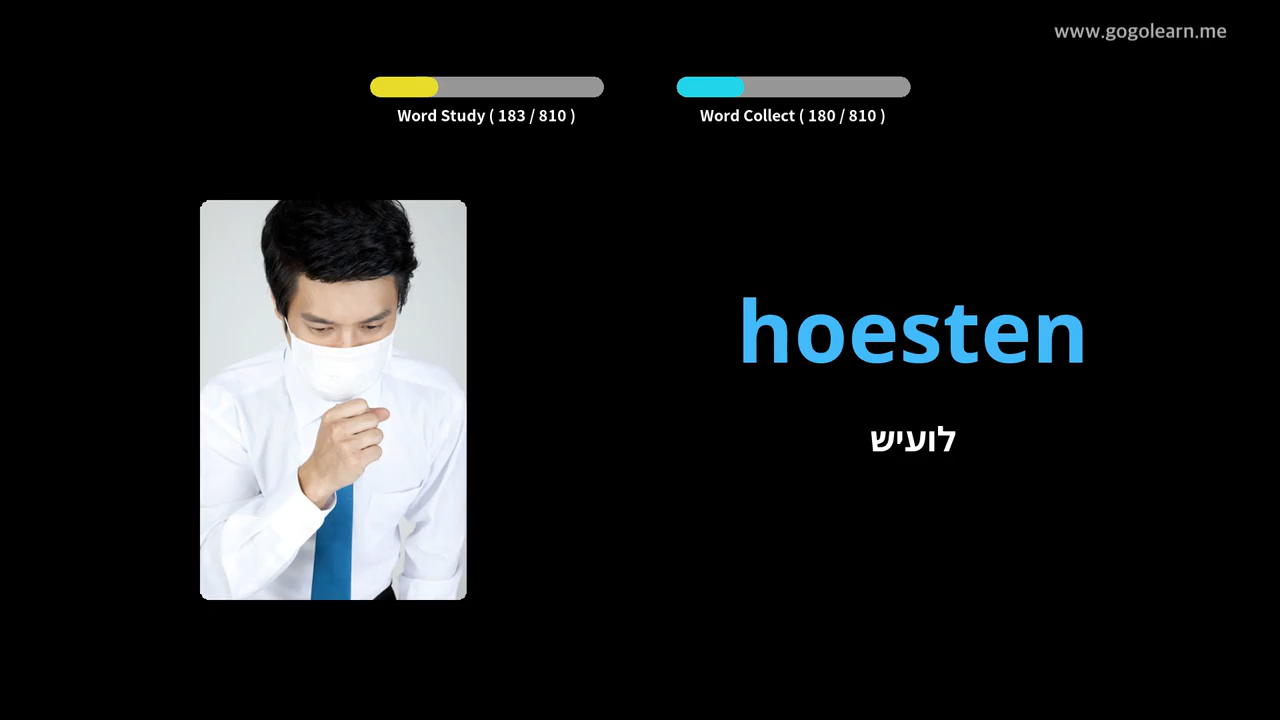 www.gogolearn.me
Word Study ( 183 / 810 )
Word Collect ( 180 / 810 )
hoesten
לועיש